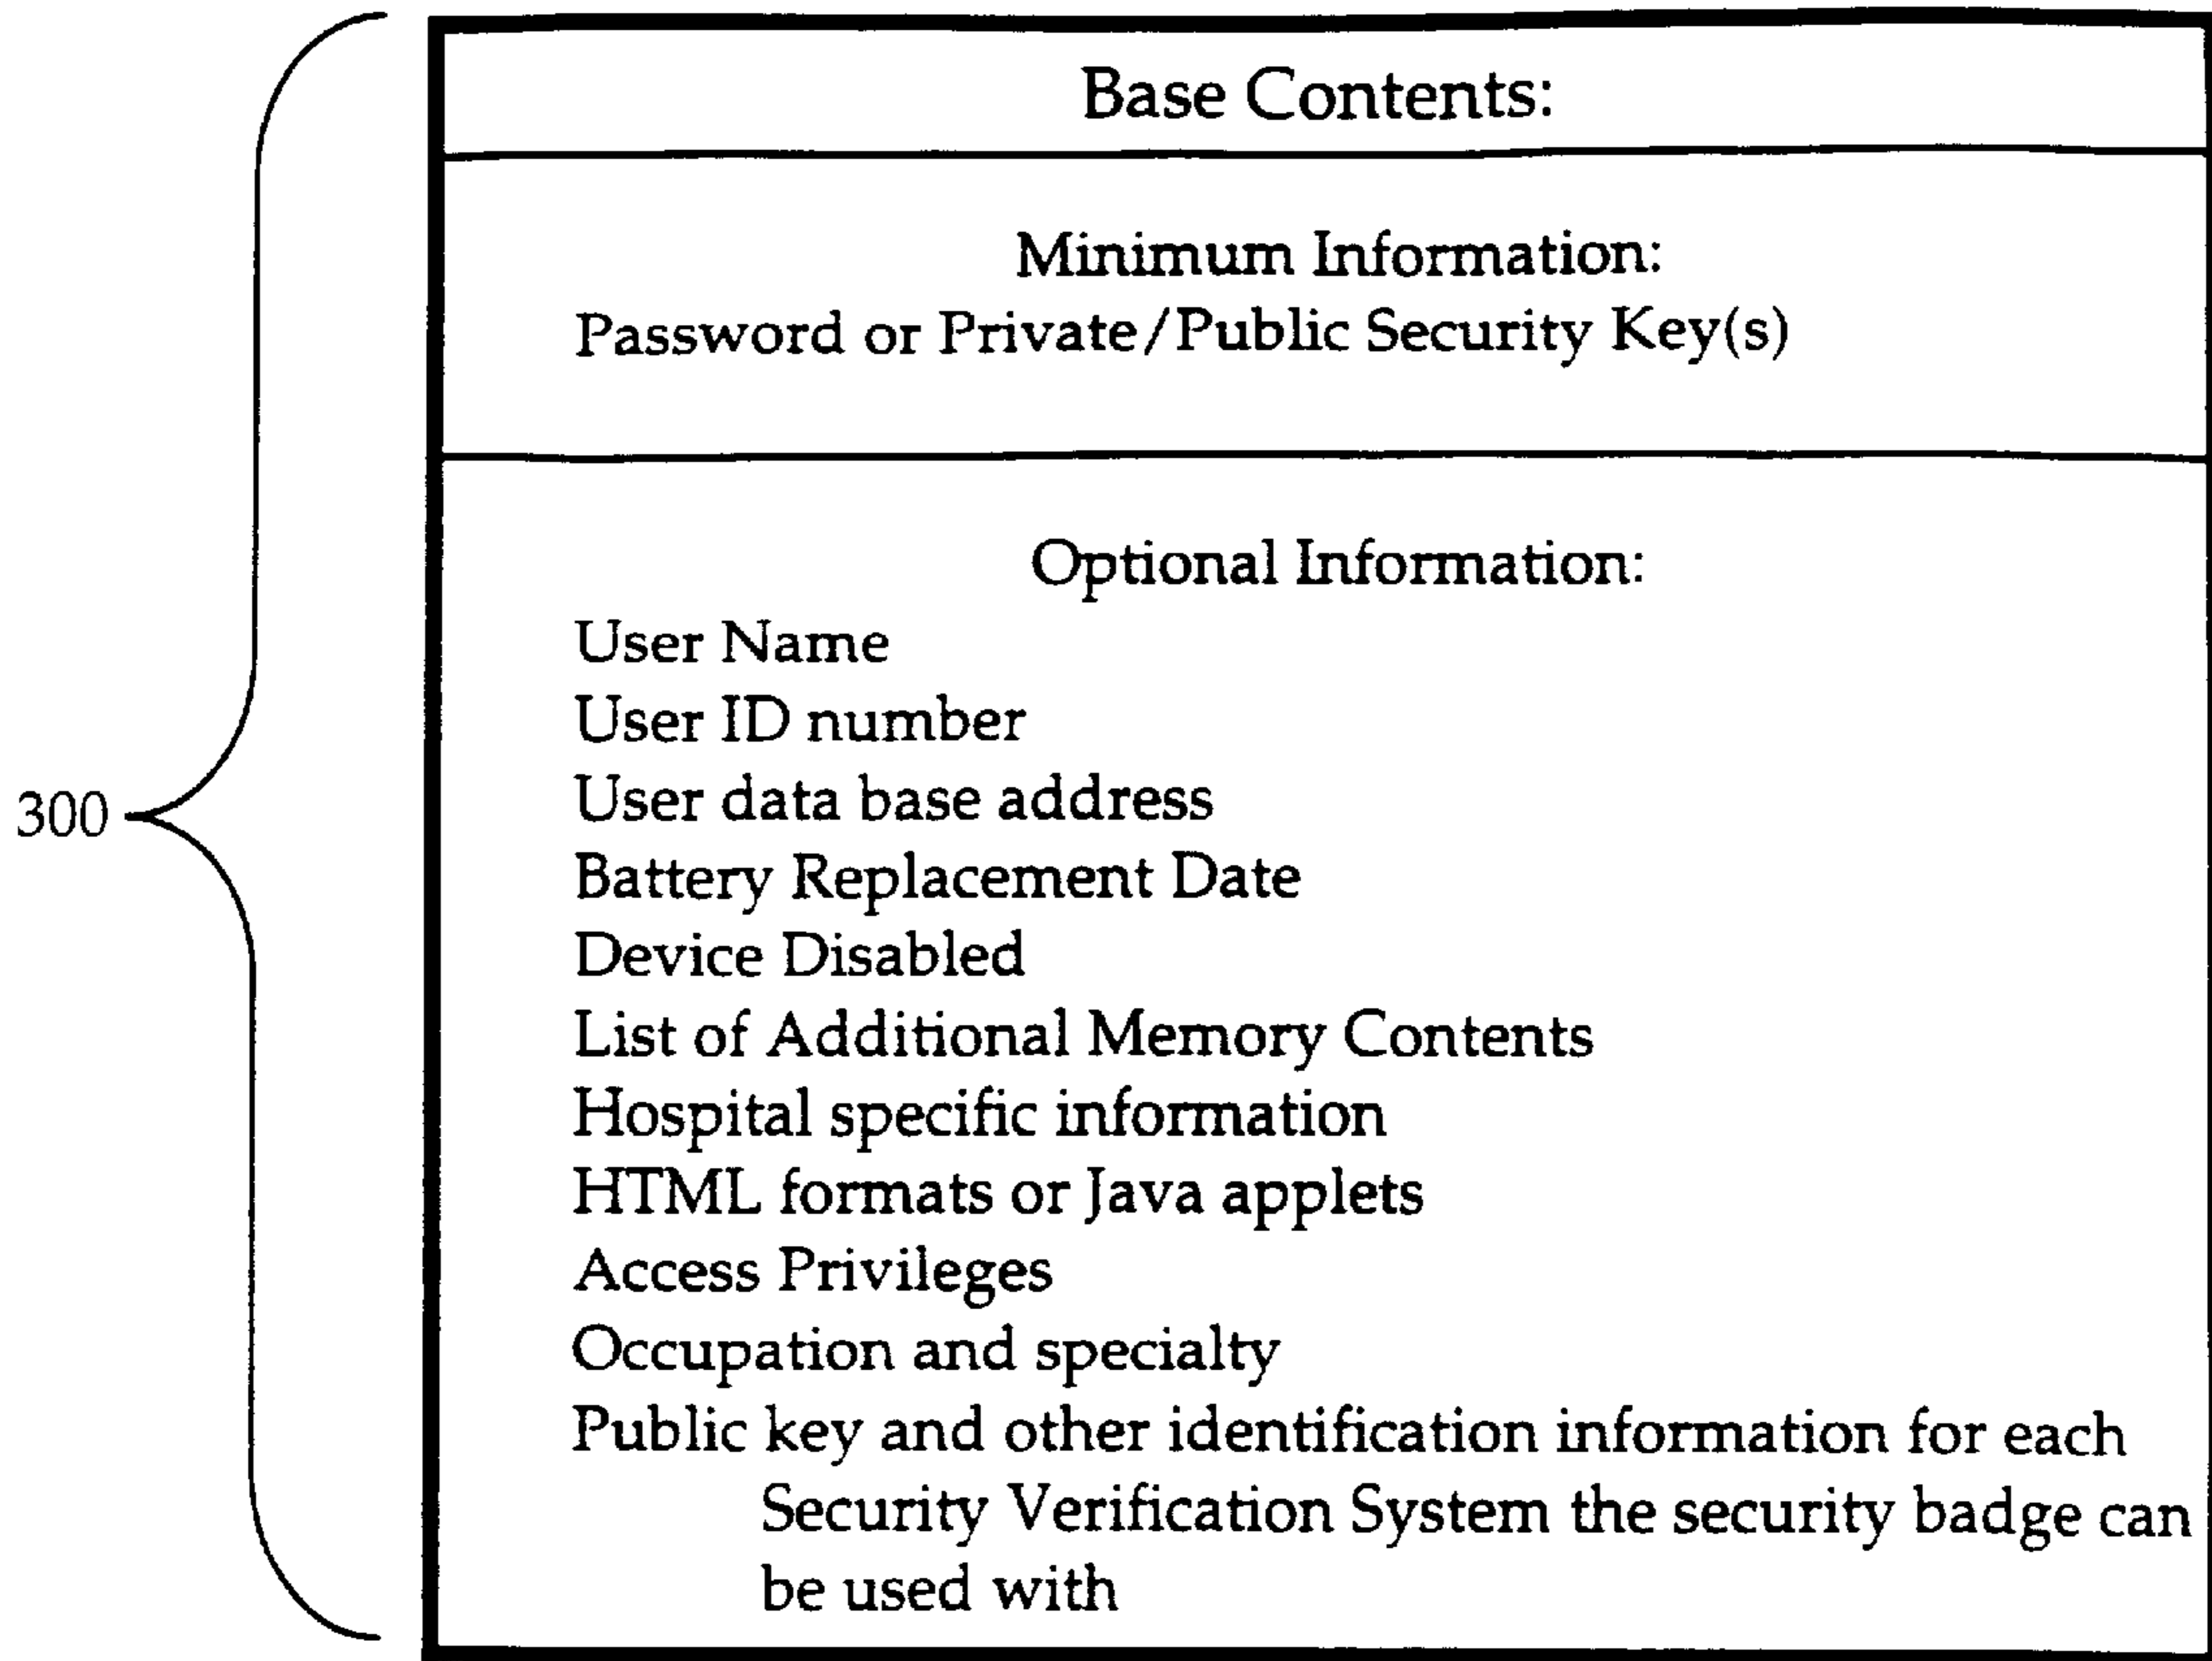 Base Contents:
Minimum Information:
Password or Private/Public Security Key(s)
Optional Information:
User Name
User ID number
User data base address
300
Battery Replacement Date
Device Disabled
List of Additional Memory Contents
Hospital specific information
HTML formats or Java applets
Access Privileges
Occupation and specialty
Public key and other identification information for each
Security Verification System the security badge can
be used with